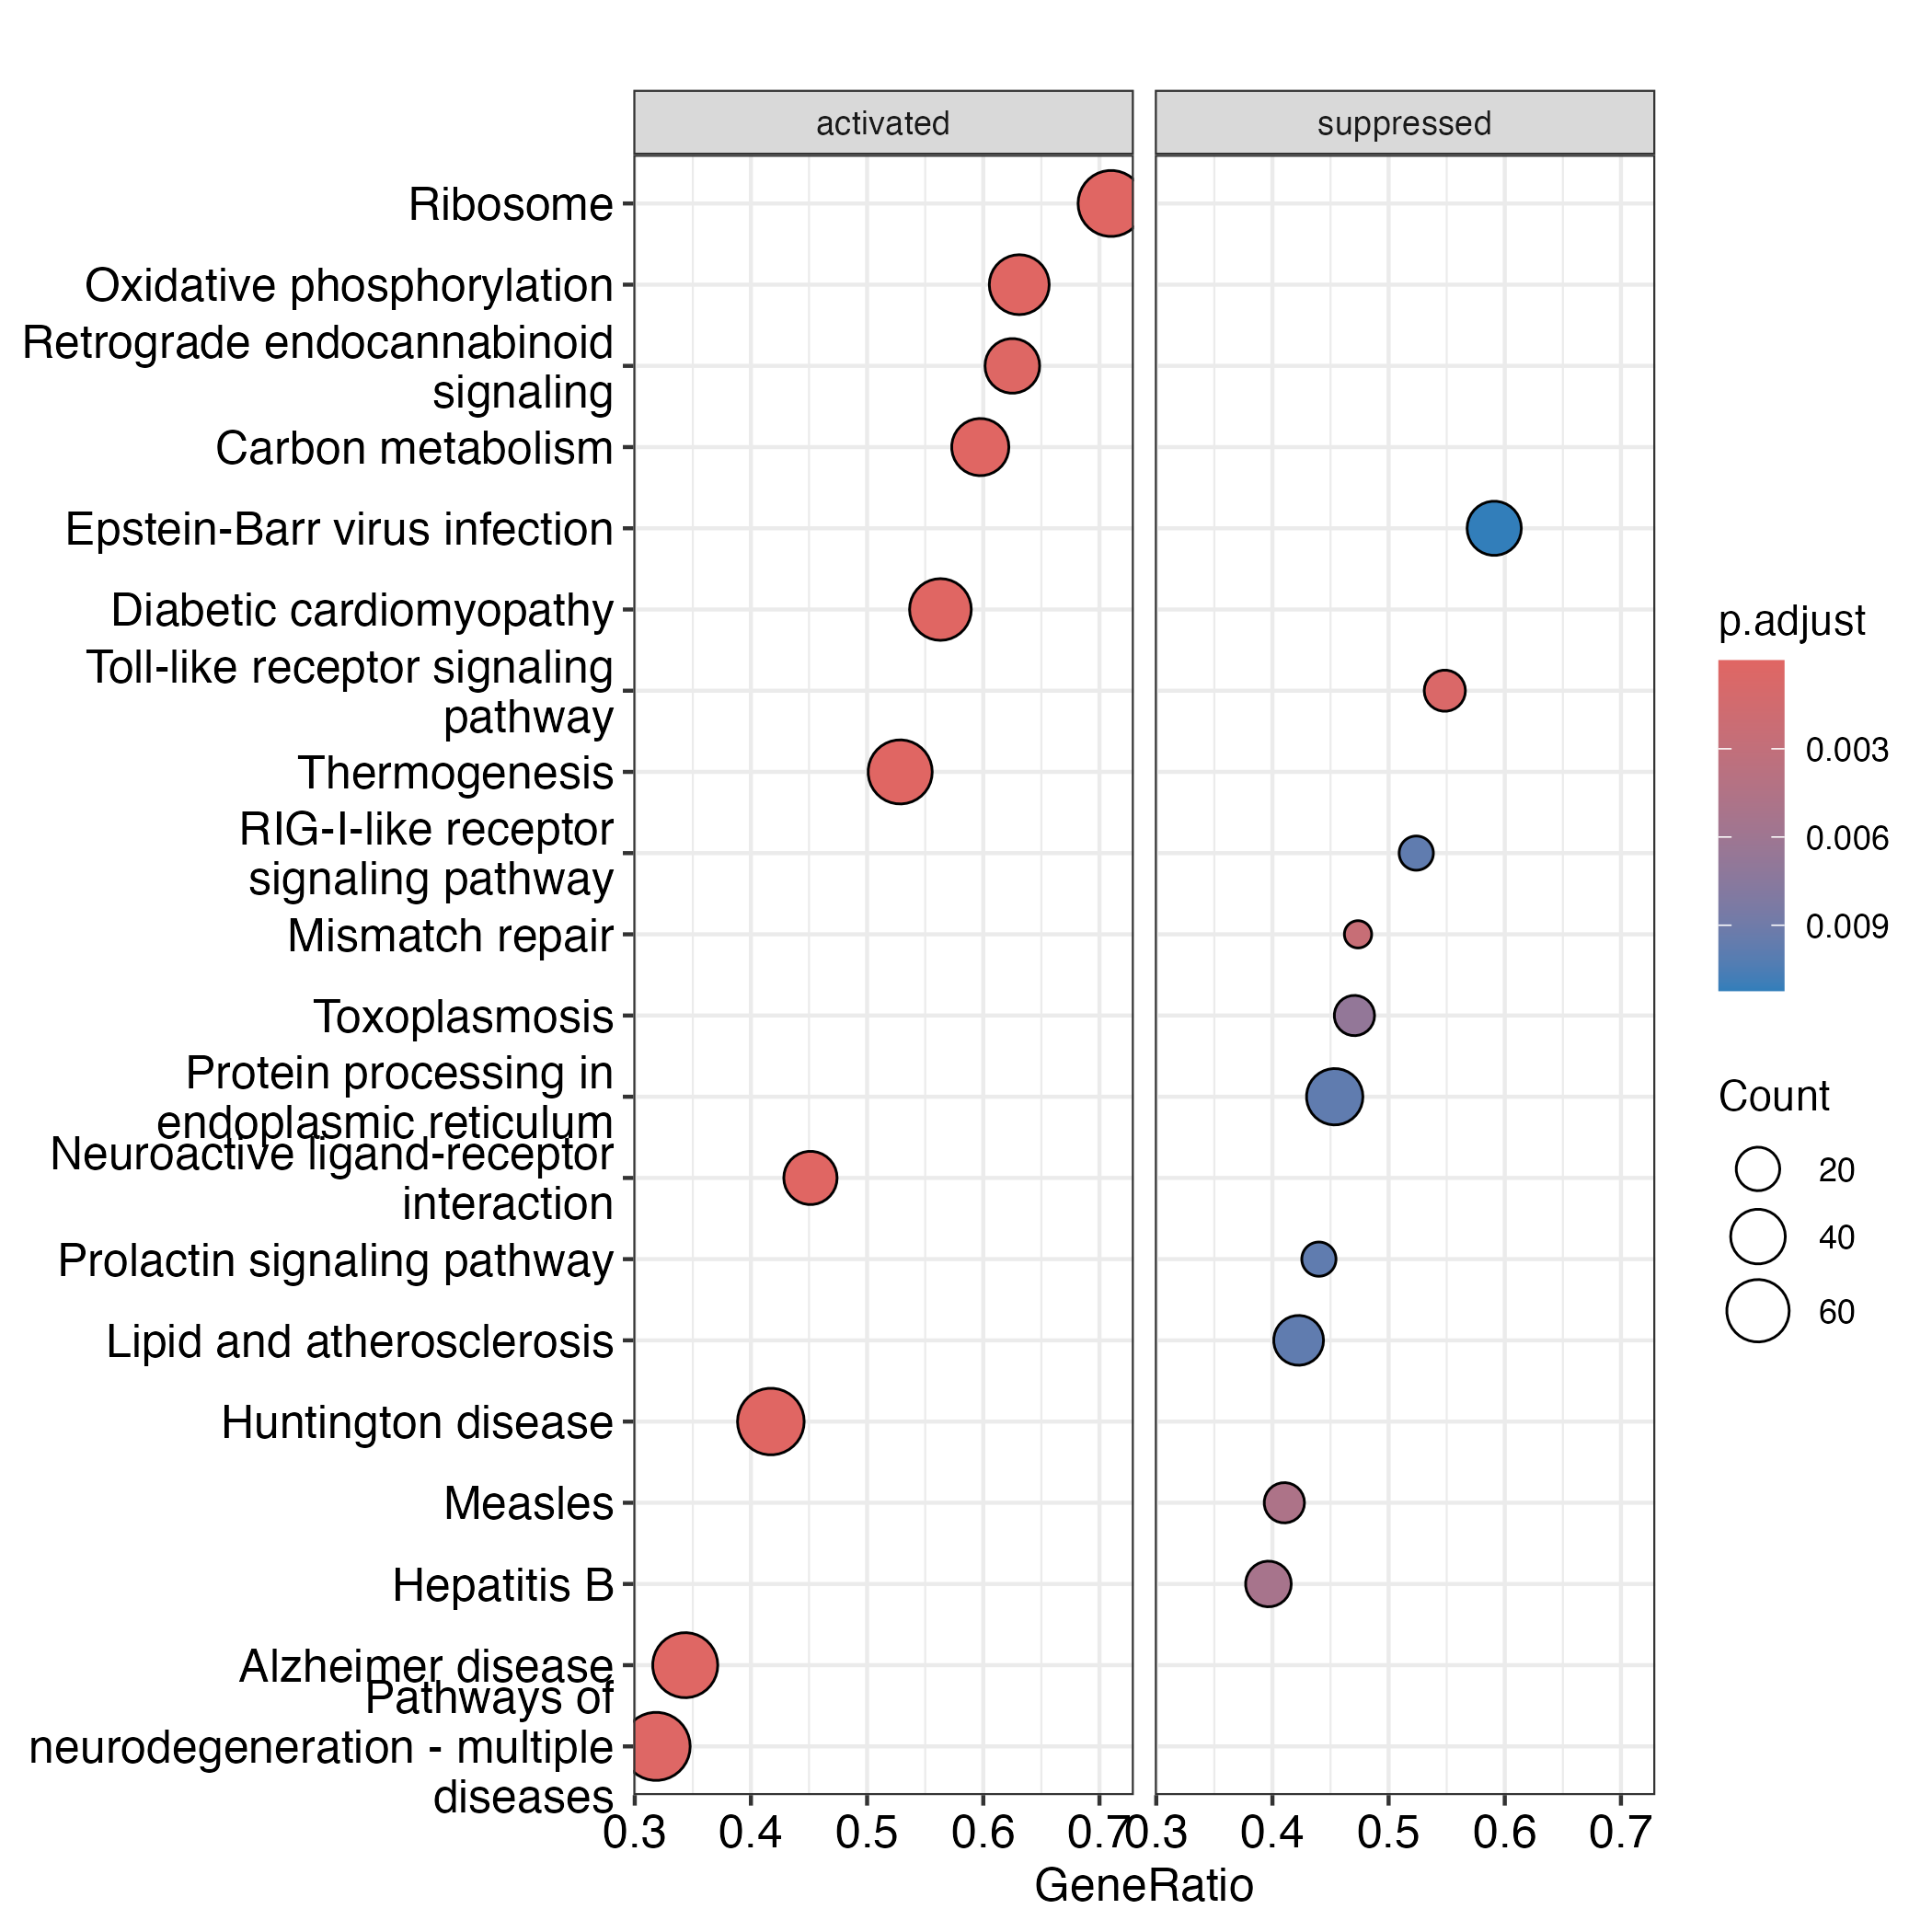 activated
suppressed
Ribosome
Oxidative phosphorylation
Retrograde endocannabinoid
signaling
Carbon metabolism
Epstein-Barr virus infection
Diabetic cardiomyopathy
Toll-like receptor signaling
pathway
Thermogenesis
RIG-I-like receptor
signaling pathway
Mismatch repair
Toxoplasmosis
Protein processing in
endoplasmic reticulum
Neuroactive ligand-receptor
interaction
Prolactin signaling pathway
Lipid and atherosclerosis
Huntington disease
Measles
Hepatitis B
Alzheimer disease
Pathways of
neurodegeneration - multiple
diseases
0.3 0.4 0.5 0.6 0.7
0.3 0.4 0.5 0.6 0.7
GeneRatio
p.adjust
0.003
0.006
0.009
Count
20
40
60